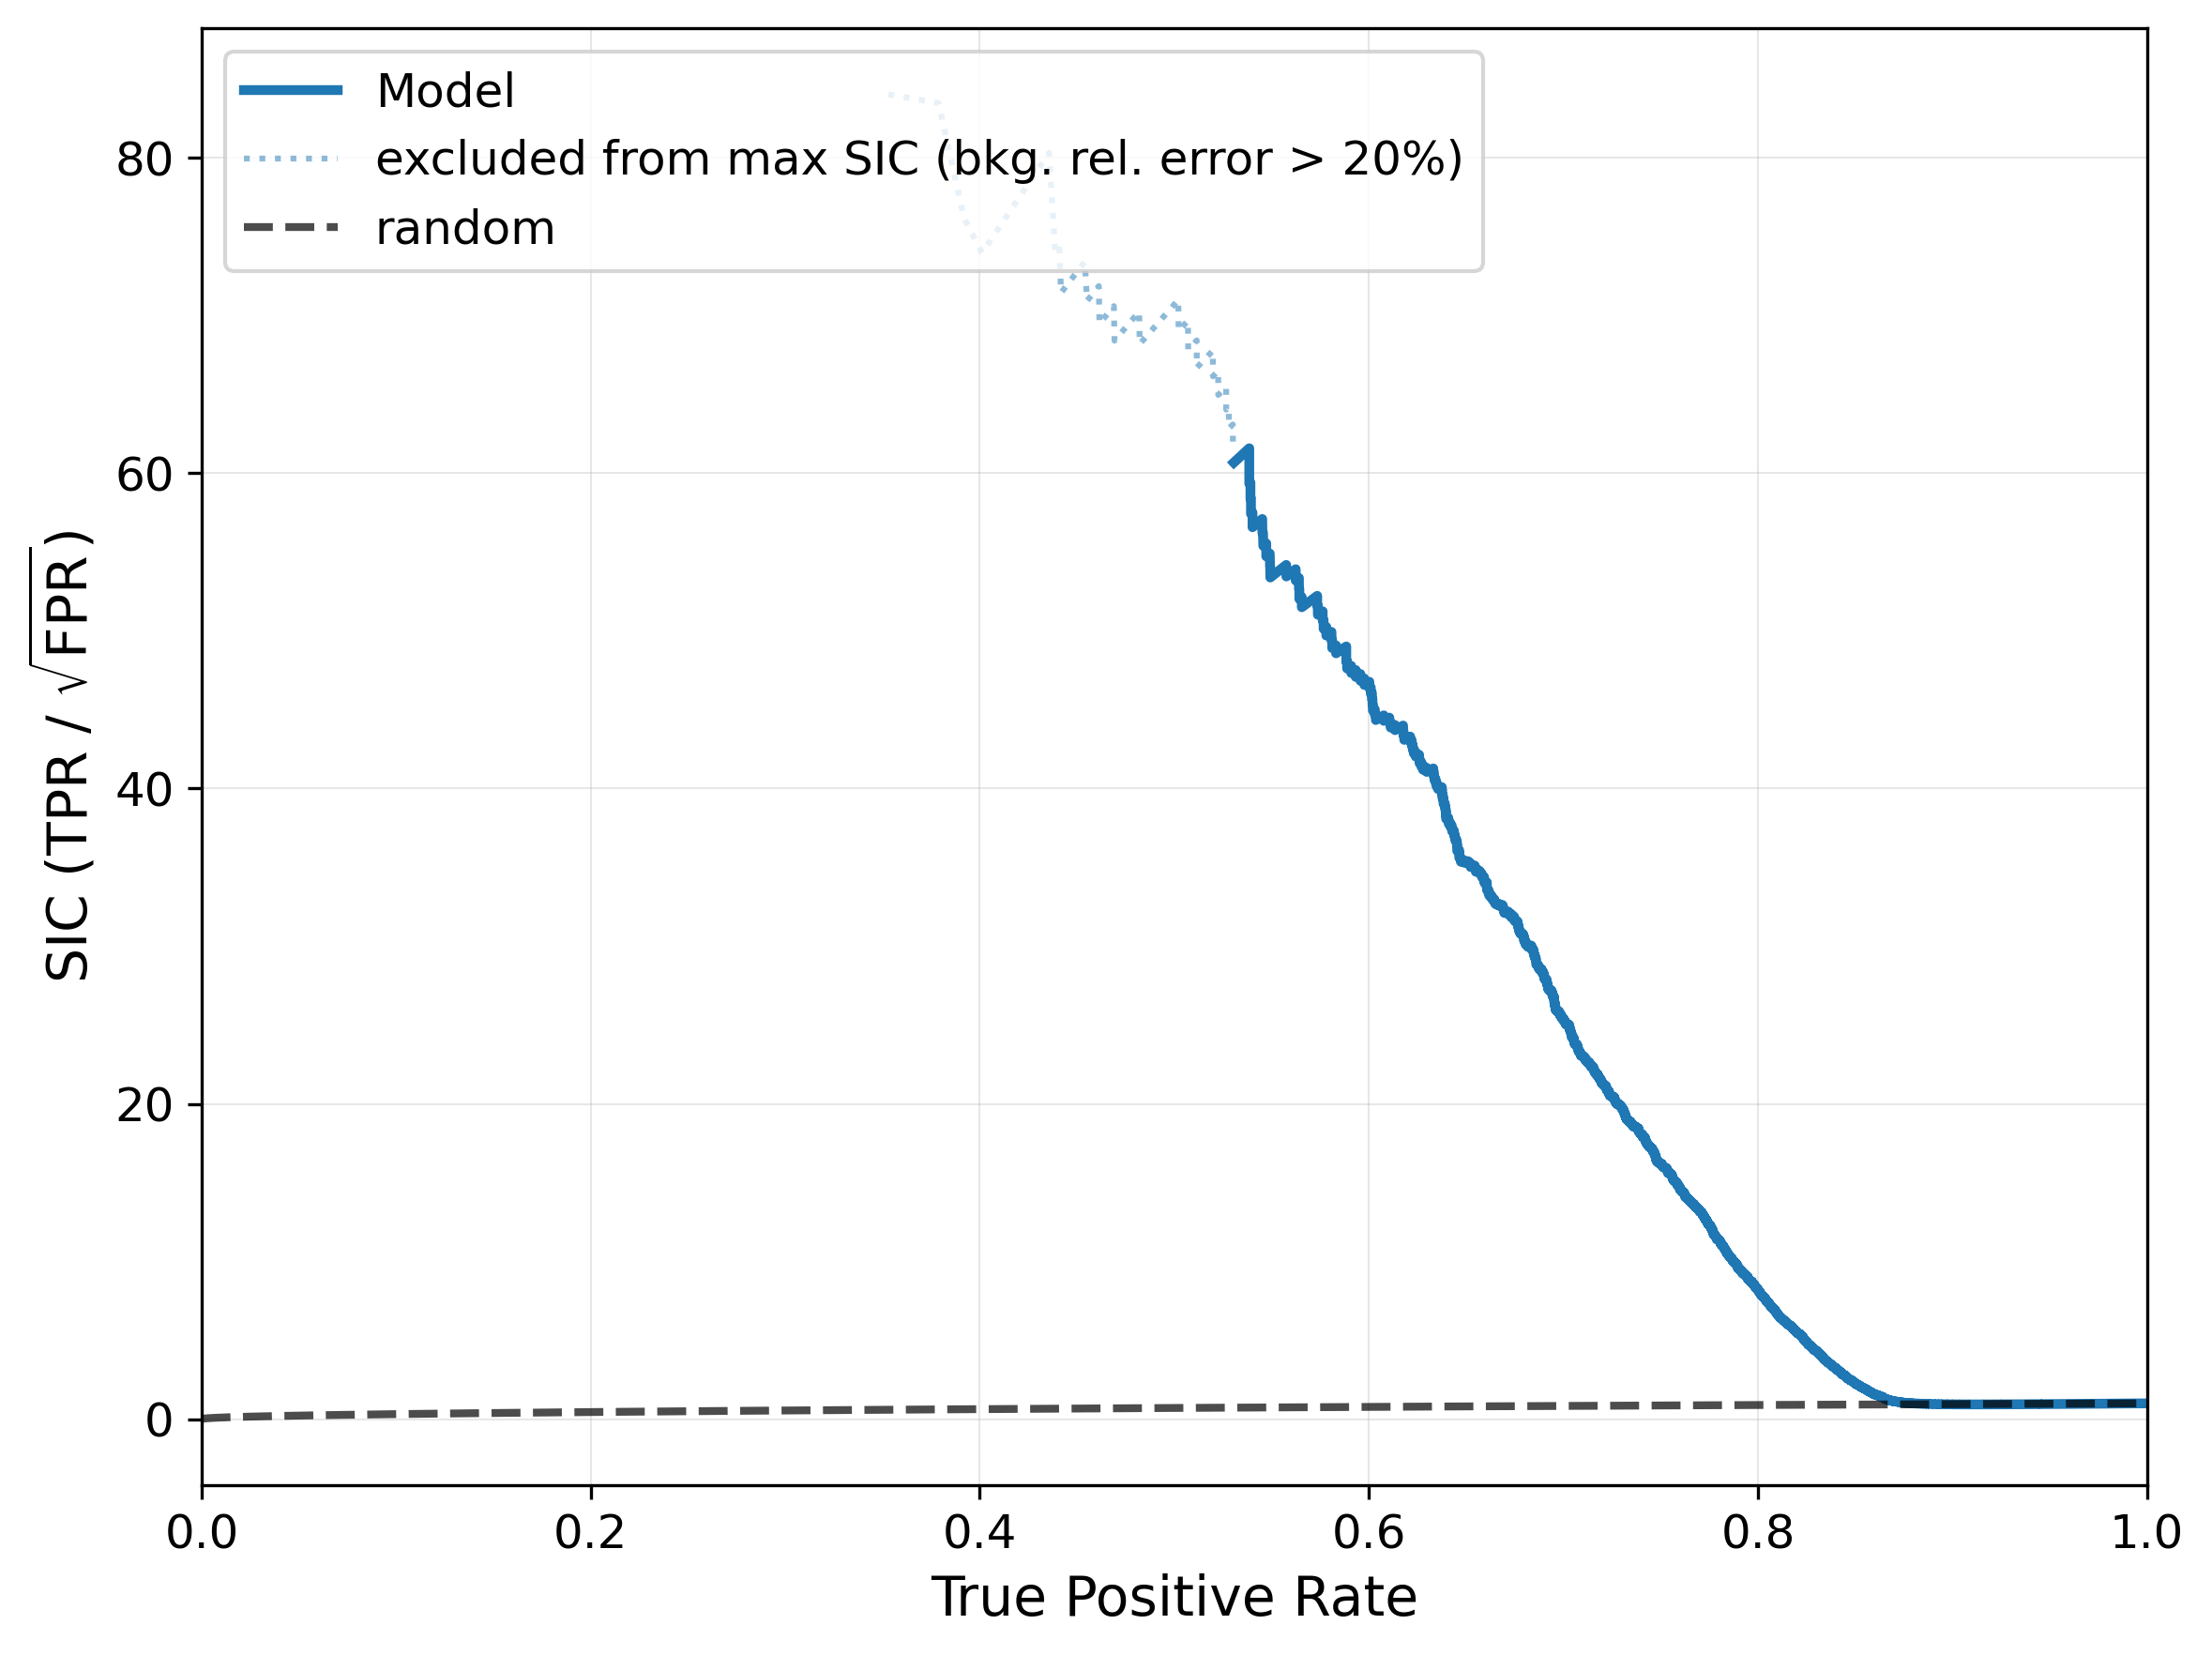 Model
excluded from max SIC (bkg. rel. error > 20%)
random
80
60
40
20
0
SIC (TPR / √FPR)
0.0 0.2 0.4 0.6 0.8 1.0
True Positive Rate